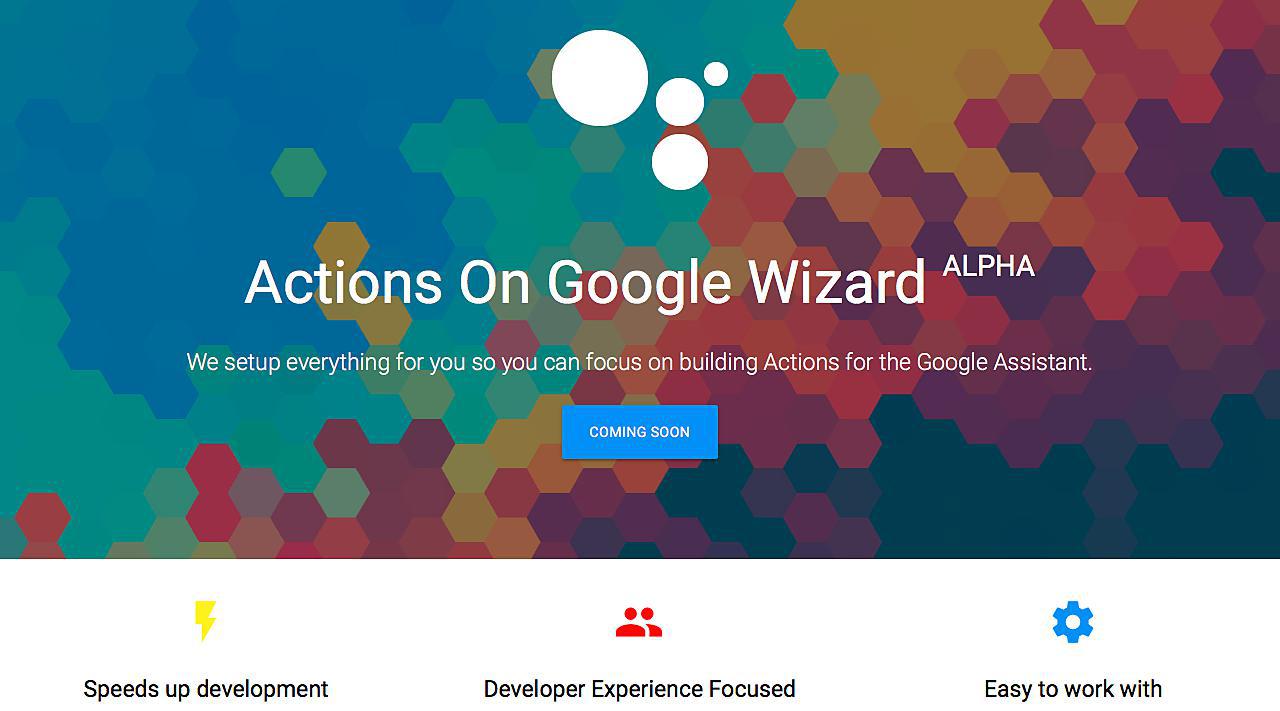 Actions On Google Wizard ALPHA
We setup everything for you so you can focus on building Actions for the Google Assistant.
COMING SOON
Speeds up development
Developer Experience Focused
Easy to work with